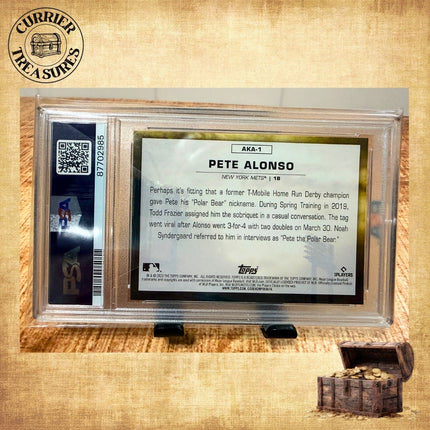 CURRIER
TREASURES
87702985
PSA
AKA-1
PETE ALONSO
NEW YORK METS | 1B
Perhaps it's fitting that a former T-Mobile Home Run Derby champion
gave Pete his "Polar Bear" nickname. During Spring Training in 2019,
Todd Frazier assigned him the sobriquet in a casual conversation. The tag
went viral after Alonso went 3-for-4 with two doubles on March 30. Noah
Syndergaard referred to him in interviews as "Pete the Polar Bear."
Topps
PLAYERS